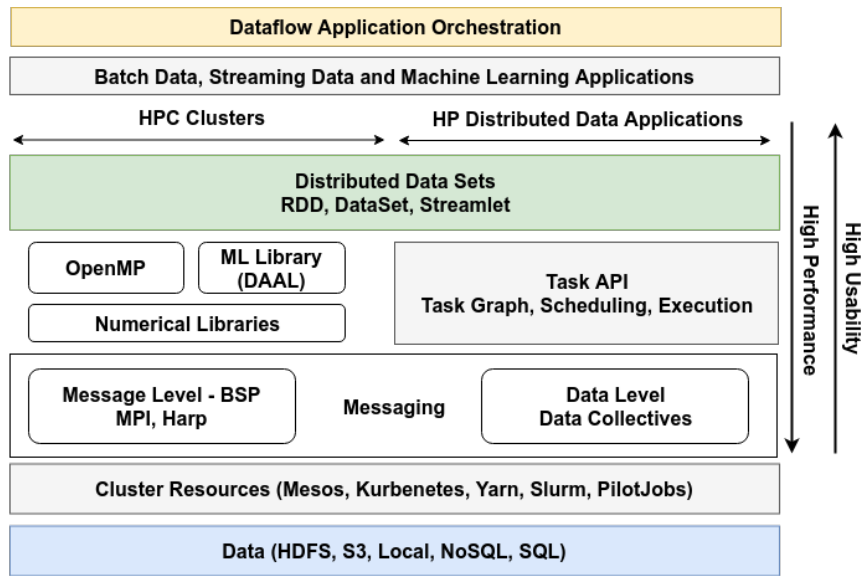 Dataflow Application Orchestration
Batch Data, Streaming Data and Machine Learning Applications
HPC Clusters
HP Distributed Data Applications
Distributed Data Sets
RDD, DataSet, Streamlet
OpenMP
ML Library
(DAAL)
Numerical Libraries
Task API
Task Graph, Scheduling, Execution
High Performance
High Usability
Message Level - BSP
MPI, Harp
Messaging
Data Level
Data Collectives
Cluster Resources (Mesos, Kurbenetes, Yarn, Slurm, PilotJobs)
Data (HDFS, S3, Local, NoSQL, SQL)